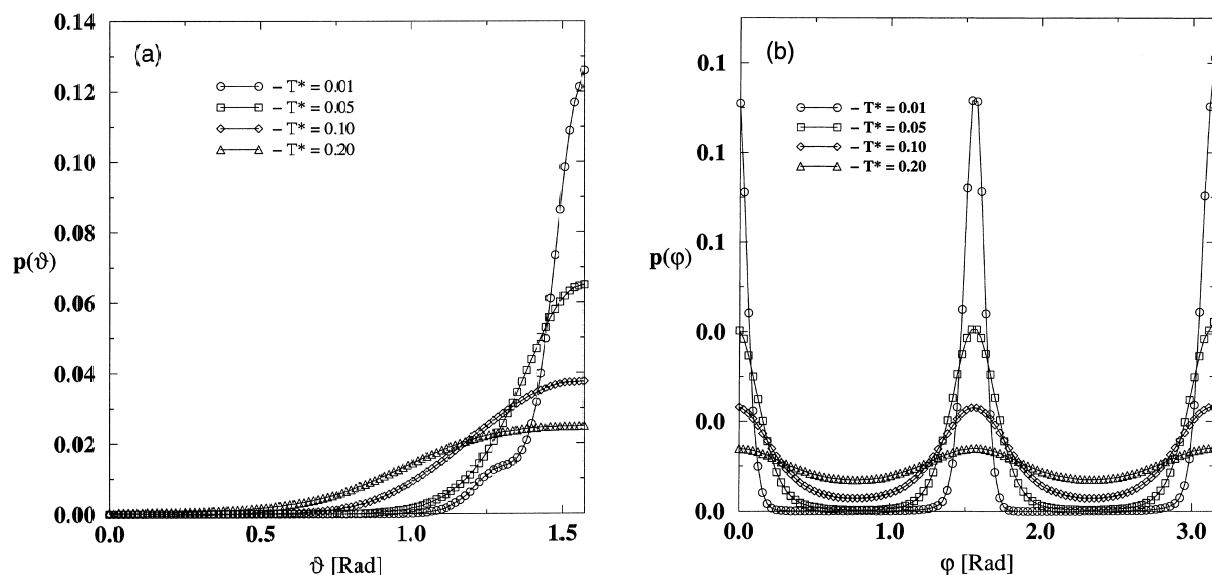 (a)
– T* = 0.01
– T* = 0.05
– T* = 0.10
– T* = 0.20
0.14
0.12
0.10
0.08
0.06
0.04
0.02
0.00
p(ϑ)
0.0
0.5
1.0
1.5
ϑ [Rad]
(b)
– T* = 0.01
– T* = 0.05
– T* = 0.10
– T* = 0.20
0.1
0.1
0.1
0.0
0.0
0.0
p(φ)
0.0
1.0
2.0
3.0
φ [Rad]